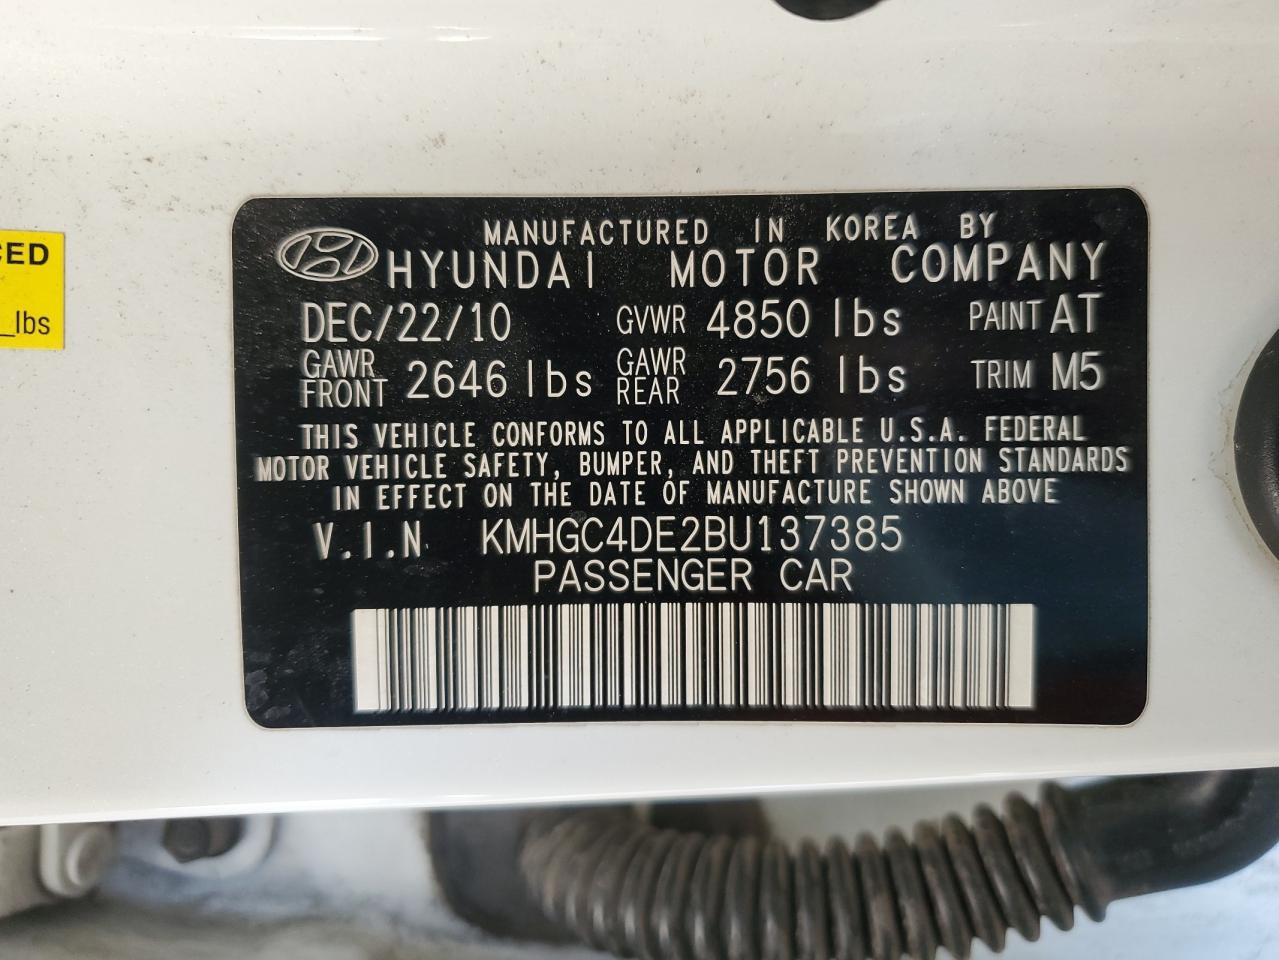 MANUFACTURED IN KOREA BY
HYUNDAI MOTOR COMPANY
DEC/22/10 GVWR 4850 lbs PAINT AT
GAWR FRONT 2646 lbs GAWR REAR 2756 lbs TRIM M5
THIS VEHICLE CONFORMS TO ALL APPLICABLE U.S.A. FEDERAL
MOTOR VEHICLE SAFETY, BUMPER, AND THEFT PREVENTION STANDARDS
IN EFFECT ON THE DATE OF MANUFACTURE SHOWN ABOVE
V.I.N KMHGC4DE2BU137385
PASSENGER CAR
lbs